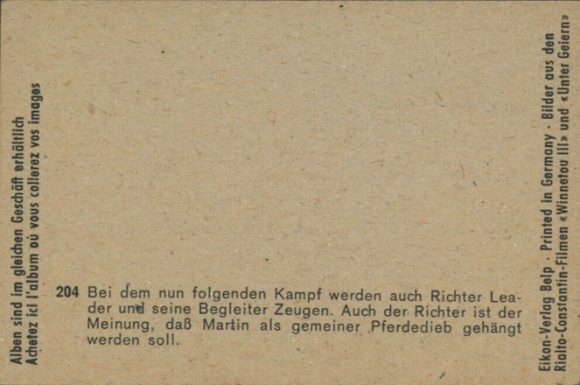 Alben sind im gleichen Geschäft erhältlich
Achetez ici l'album où vous collerez vos images
204 Bei dem nun folgenden Kampf werden auch Richter Lea-
der und seine Begleiter Zeugen. Auch der Richter ist der
Meinung, daß Martin als gemeiner Pferdedieb gehängt
werden soll.
Eikon-Verlag Belp · Printed in Germany · Bilder aus den
Rialto-Constantin-Filmen «Winnetou III» und «Unter Geiern»